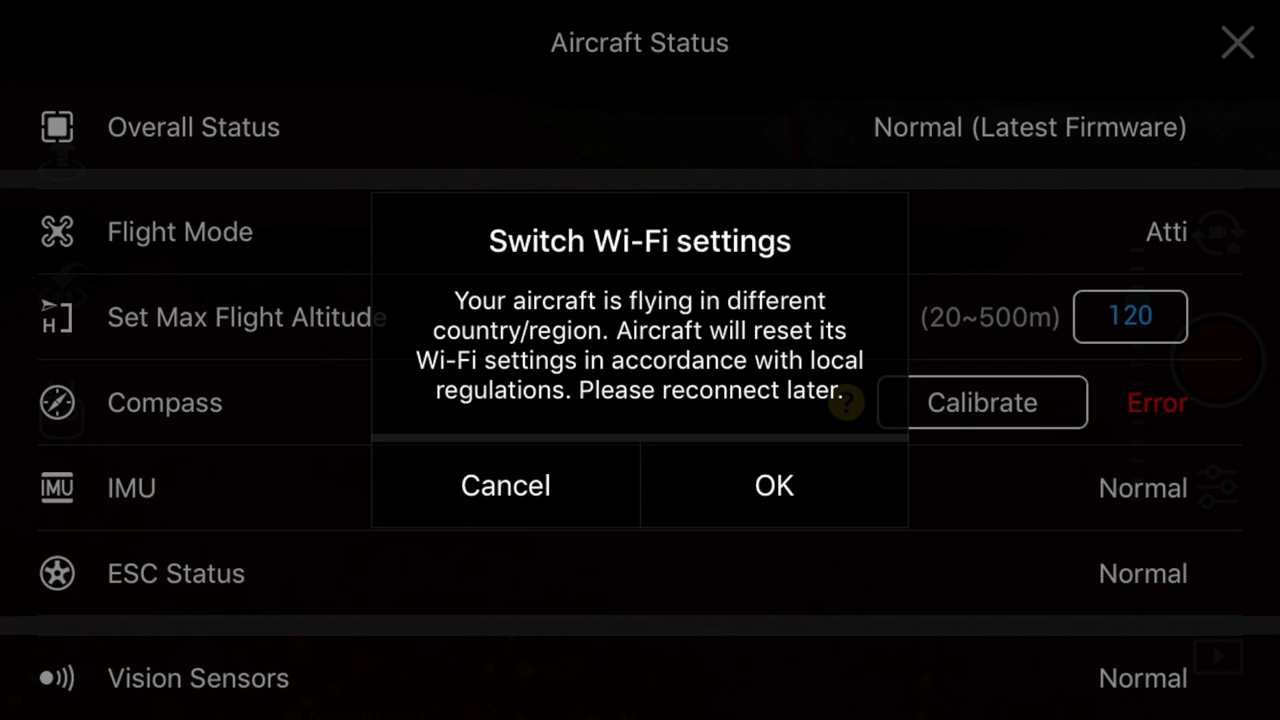 Aircraft Status
Overall Status
Normal (Latest Firmware)
Switch Wi-Fi settings
Your aircraft is flying in different
country/region. Aircraft will reset its
Wi-Fi settings in accordance with local
regulations. Please reconnect later.
Cancel
OK
Flight Mode
Atti
H
Set Max Flight Altitude
(20~500m)
120
Compass
?
Calibrate
Error
IMU
IMU
Normal
ESC Status
Normal
Vision Sensors
Normal